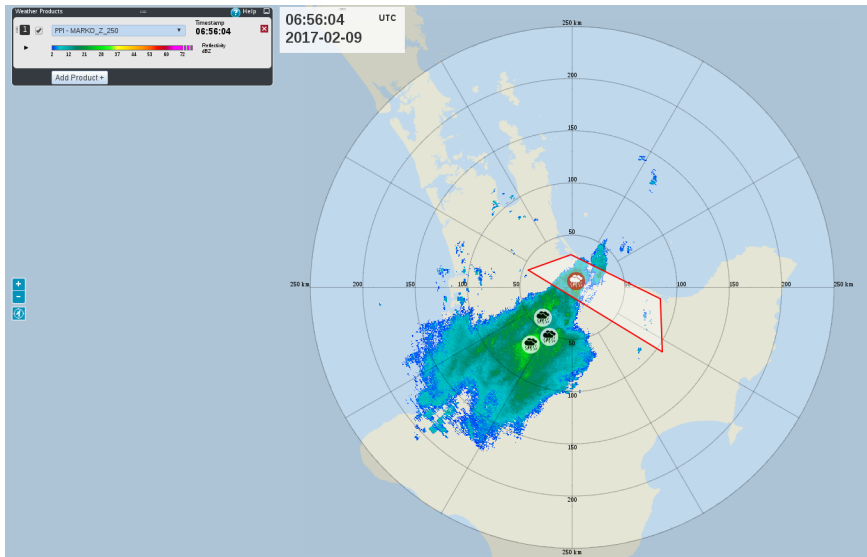 Weather Products
Help
1
PPI - MARKO_Z_250
Timestamp
06:56:04
2 12 21 28 37 44 53 60 72
Reflectivity
dBZ
Add Product +
06:56:04
UTC
2017-02-09
250 km
200
150
100
50
250 km
200
150
100
50
50
100
150
200
250 km
50
100
150
200
250 km
+
−